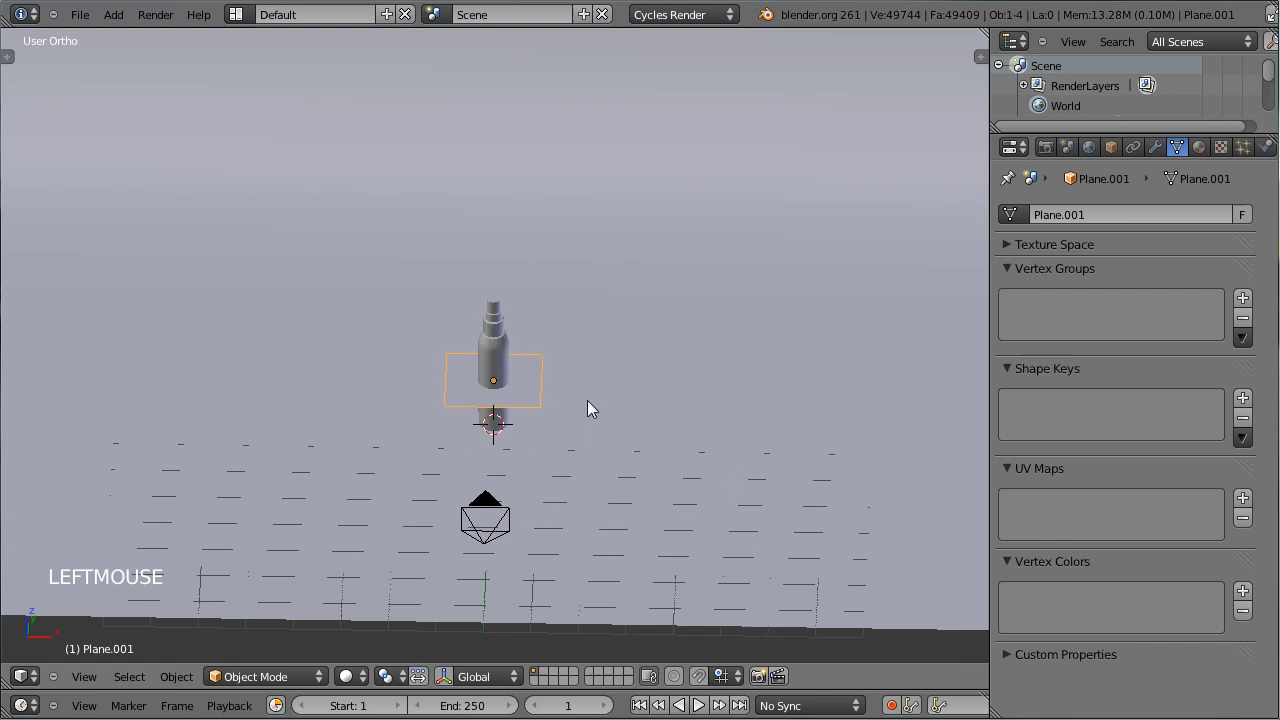 File Add Render Help Default Scene Cycles Render blender.org 261 | Ve:49744 | Fa:49409 | Ob:1-4 | La:0 | Mem:13.28M (0.10M) | Plane.001
User Ortho
View Search All Scenes
Scene
RenderLayers |
World
Plane.001 Plane.001
Plane.001 F
Texture Space
Vertex Groups
Shape Keys
UV Maps
Vertex Colors
Custom Properties
LEFTMOUSE
z
y
x
(1) Plane.001
View Select Object Object Mode Global
View Marker Frame Playback Start: 1 End: 250 1 No Sync